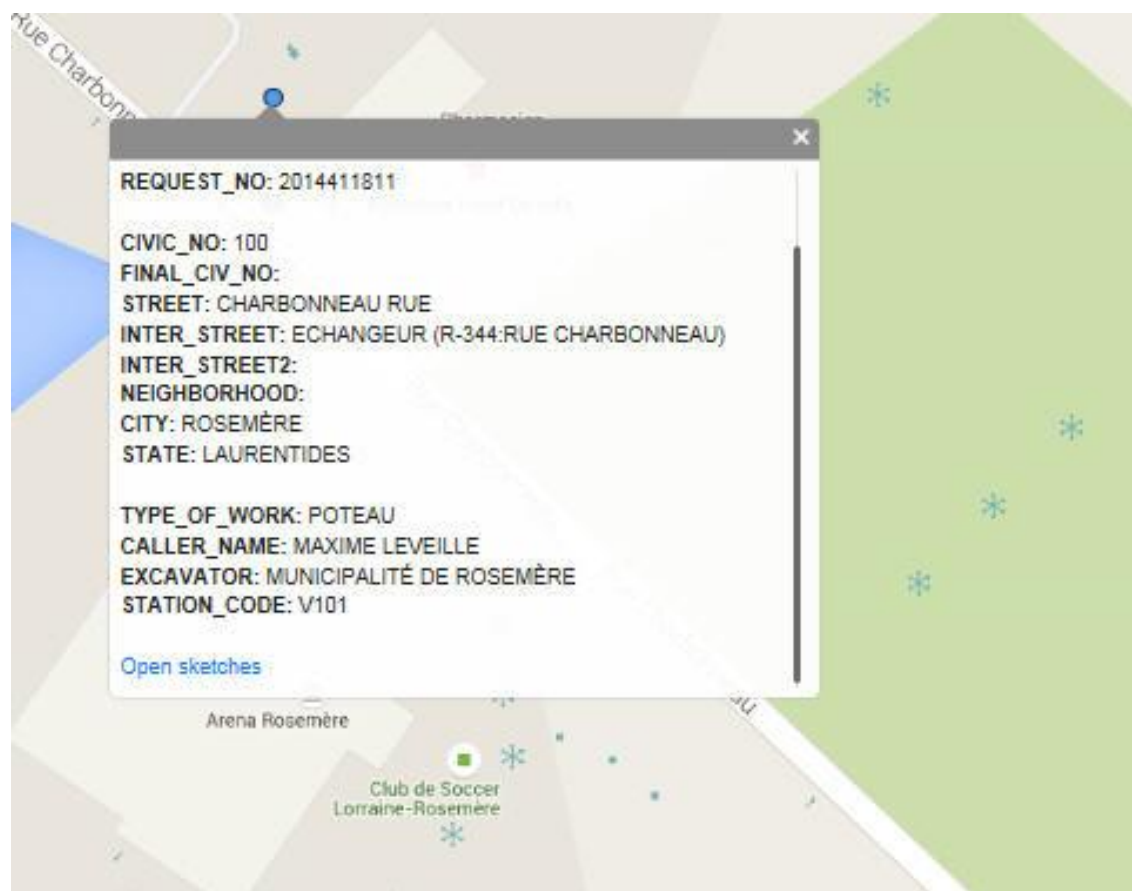 Rue Charbonn
×
REQUEST_NO: 2014411811
CIVIC_NO: 100
FINAL_CIV_NO:
STREET: CHARBONNEAU RUE
INTER_STREET: ECHANGEUR (R-344:RUE CHARBONNEAU)
INTER_STREET2:
NEIGHBORHOOD:
CITY: ROSEMÈRE
STATE: LAURENTIDES
TYPE_OF_WORK: POTEAU
CALLER_NAME: MAXIME LEVEILLE
EXCAVATOR: MUNICIPALITÉ DE ROSEMÈRE
STATION_CODE: V101
Open sketches
Arena Rosemère
Club de Soccer
Lorraine-Rosemère